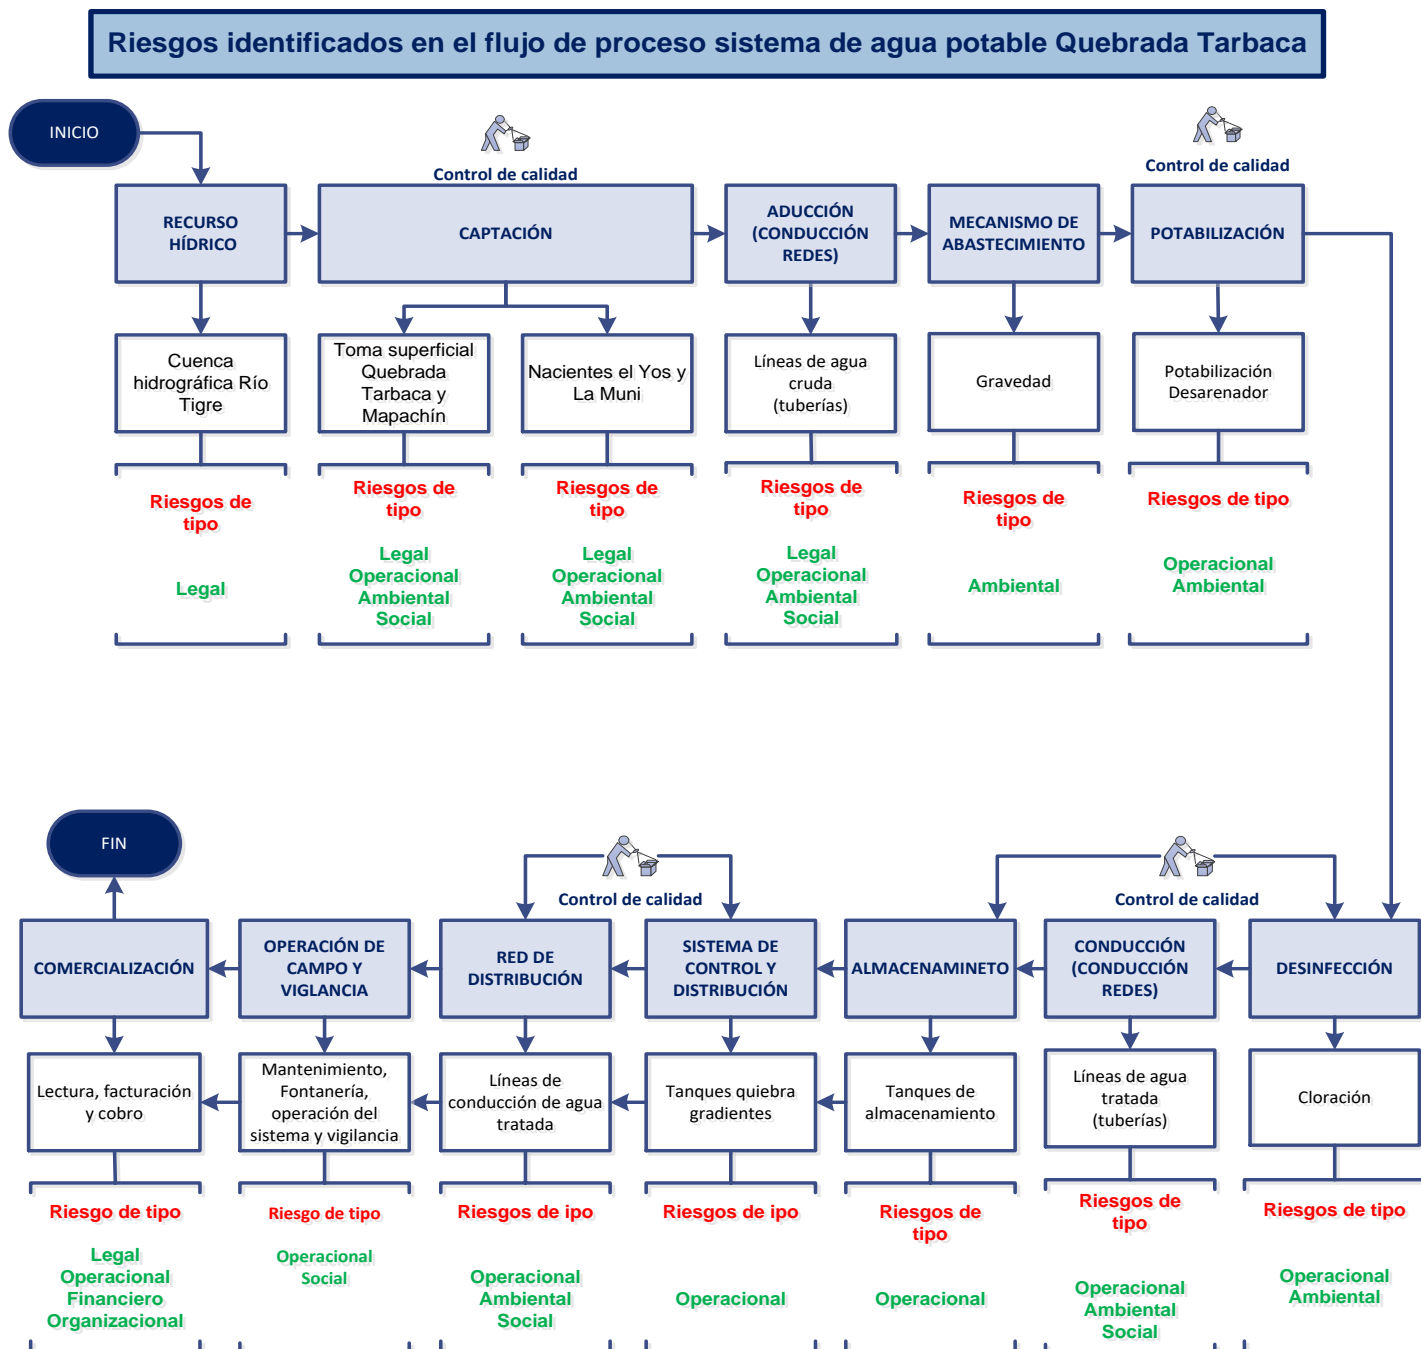 Riesgos identificados en el flujo de proceso sistema de agua potable Quebrada Tarbaca
INICIO
Control de calidad
Control de calidad
RECURSO
HÍDRICO
CAPTACIÓN
ADUCCIÓN
(CONDUCCIÓN
REDES)
MECANISMO DE
ABASTECIMIENTO
POTABILIZACIÓN
Cuenca
hidrográfica Río
Tigre
Toma superficial
Quebrada
Tarbaca y
Mapachín
Nacientes el Yos y
La Muni
Líneas de agua
cruda
(tuberías)
Gravedad
Potabilización
Desarenador
Riesgos de
tipo
Legal
Riesgos de
tipo
Legal
Operacional
Ambiental
Social
Riesgos de
tipo
Legal
Operacional
Ambiental
Social
Riesgos de
tipo
Legal
Operacional
Ambiental
Social
Riesgos de
tipo
Ambiental
Riesgos de tipo
Operacional
Ambiental
FIN
Control de calidad
Control de calidad
COMERCIALIZACIÓN
OPERACIÓN DE
CAMPO Y
VIGLANCIA
RED DE
DISTRIBUCIÓN
SISTEMA DE
CONTROL Y
DISTRIBUCIÓN
ALMACENAMINETO
CONDUCCIÓN
(CONDUCCIÓN
REDES)
DESINFECCIÓN
Lectura, facturación
y cobro
Mantenimiento,
Fontanería,
operación del
sistema y vigilancia
Líneas de
conducción de agua
tratada
Tanques quiebra
gradientes
Tanques de
almacenamiento
Líneas de agua
tratada
(tuberías)
Cloración
Riesgo de tipo
Legal
Operacional
Financiero
Organizacional
Riesgo de tipo
Operacional
Social
Riesgos de ipo
Operacional
Ambiental
Social
Riesgos de ipo
Operacional
Riesgos de
tipo
Operacional
Riesgos de
tipo
Operacional
Ambiental
Social
Riesgos de tipo
Operacional
Ambiental